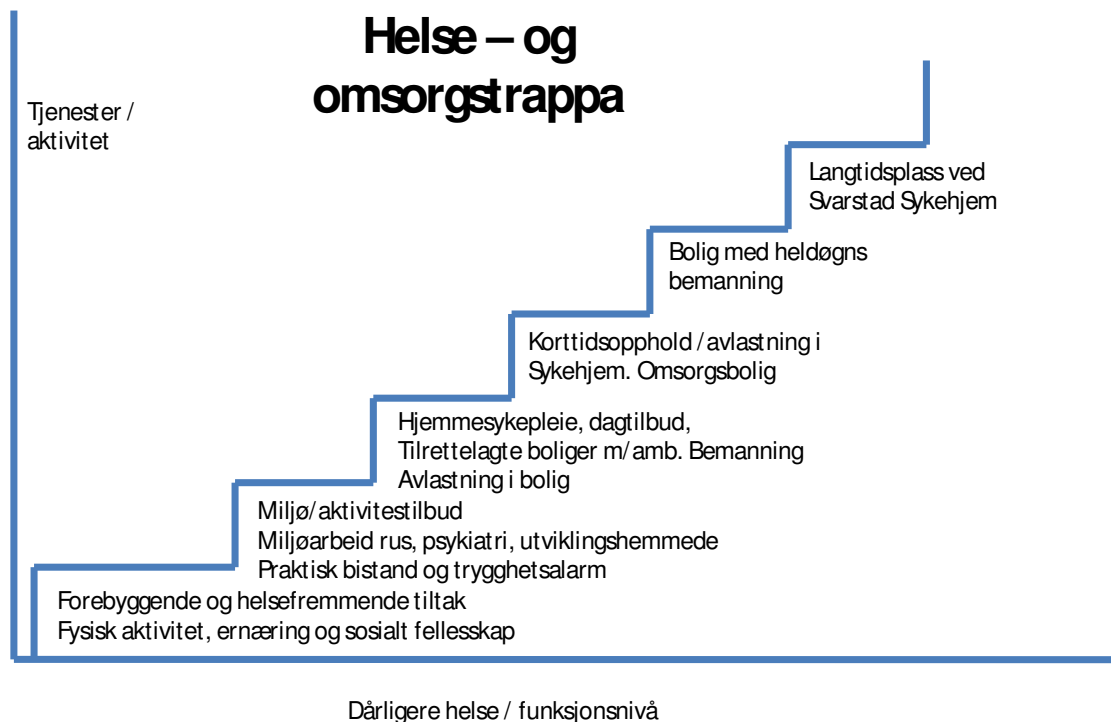 Helse – og
omsorgstrappa
Tjenester /
aktivitet
Langtidsplass ved
Svarstad Sykehjem
Bolig med heldøgns
bemanning
Korttidsopphold / avlastning i
Sykehjem. Omsorgsbolig
Hjemmesykepleie, dagtilbud,
Tilrettelagte boliger m/amb. Bemanning
Avlastning i bolig
Miljø/aktivitestilbud
Miljøarbeid rus, psykiatri, utviklingshemmede
Praktisk bistand og trygghetsalarm
Forebyggende og helsefremmende tiltak
Fysisk aktivitet, ernæring og sosialt fellesskap
Dårligere helse / funksjonsnivå